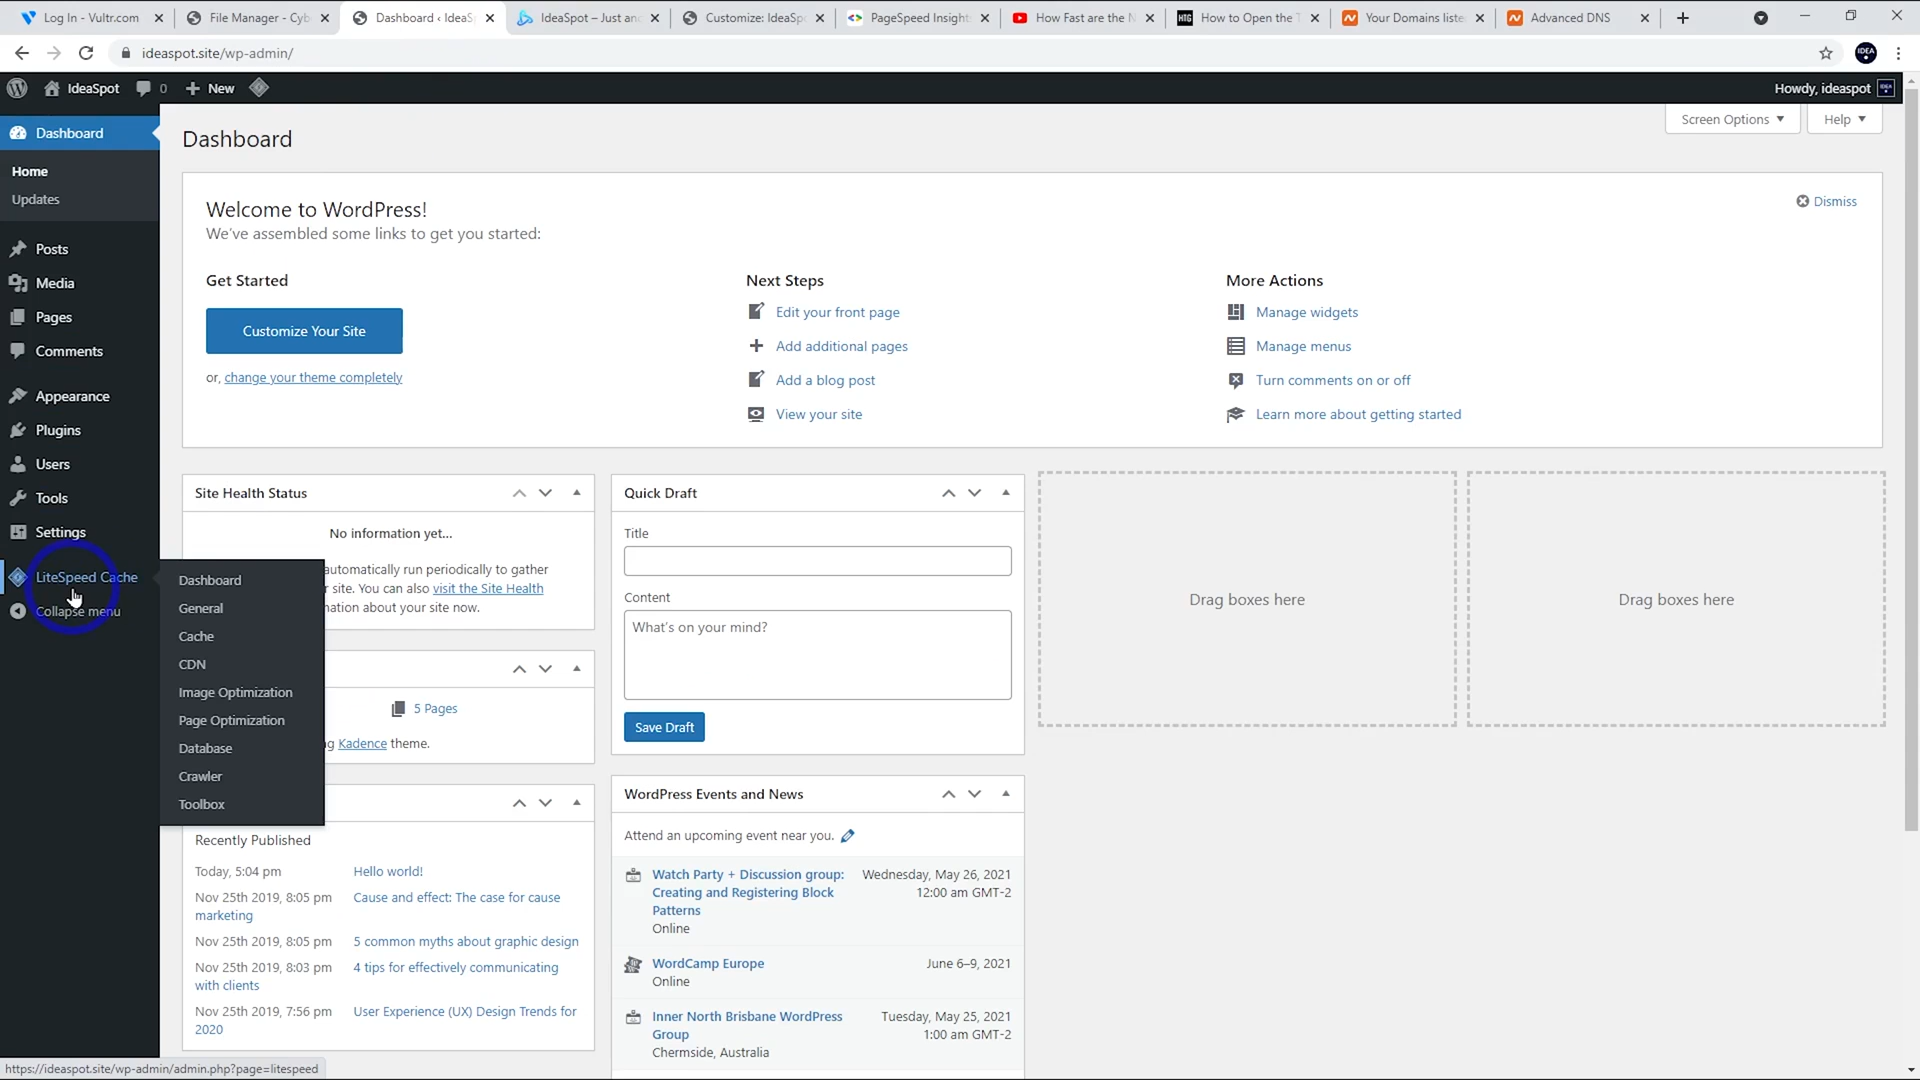 Log In - Vultr.com
File Manager - Cyb
Dashboard ‹ IdeaS
IdeaSpot – Just an
Customize: IdeaSp
PageSpeed Insight
How Fast are the N
HTG
How to Open the T
Your Domains liste
Advanced DNS
ideaspot.site/wp-admin/
IDEA
IdeaSpot
0
New
Howdy, ideaspot
Dashboard
Home
Updates
Posts
Media
Pages
Comments
Appearance
Plugins
Users
Tools
Settings
LiteSpeed Cache
Collapse menu
Dashboard
General
Cache
CDN
Image Optimization
Page Optimization
Database
Crawler
Toolbox
Dashboard
Screen Options
Help
Welcome to WordPress!
We've assembled some links to get you started:
Dismiss
Get Started
Customize Your Site
or, change your theme completely
Next Steps
Edit your front page
Add additional pages
Add a blog post
View your site
More Actions
Manage widgets
Manage menus
Turn comments on or off
Learn more about getting started
Site Health Status
No information yet...
automatically run periodically to gather
r site. You can also visit the Site Health
mation about your site now.
5 Pages
g Kadence theme.
Recently Published
Today, 5:04 pm Hello world!
Nov 25th 2019, 8:05 pm Cause and effect: The case for cause
marketing
Nov 25th 2019, 8:05 pm 5 common myths about graphic design
Nov 25th 2019, 8:03 pm 4 tips for effectively communicating
with clients
Nov 25th 2019, 7:56 pm User Experience (UX) Design Trends for
2020
Quick Draft
Title
Content
What's on your mind?
Save Draft
WordPress Events and News
Attend an upcoming event near you.
Watch Party + Discussion group: Wednesday, May 26, 2021
Creating and Registering Block 12:00 am GMT-2
Patterns
Online
WordCamp Europe June 6–9, 2021
Online
Inner North Brisbane WordPress Tuesday, May 25, 2021
Group 1:00 am GMT-2
Chermside, Australia
Drag boxes here
Drag boxes here
https://ideaspot.site/wp-admin/admin.php?page=litespeed